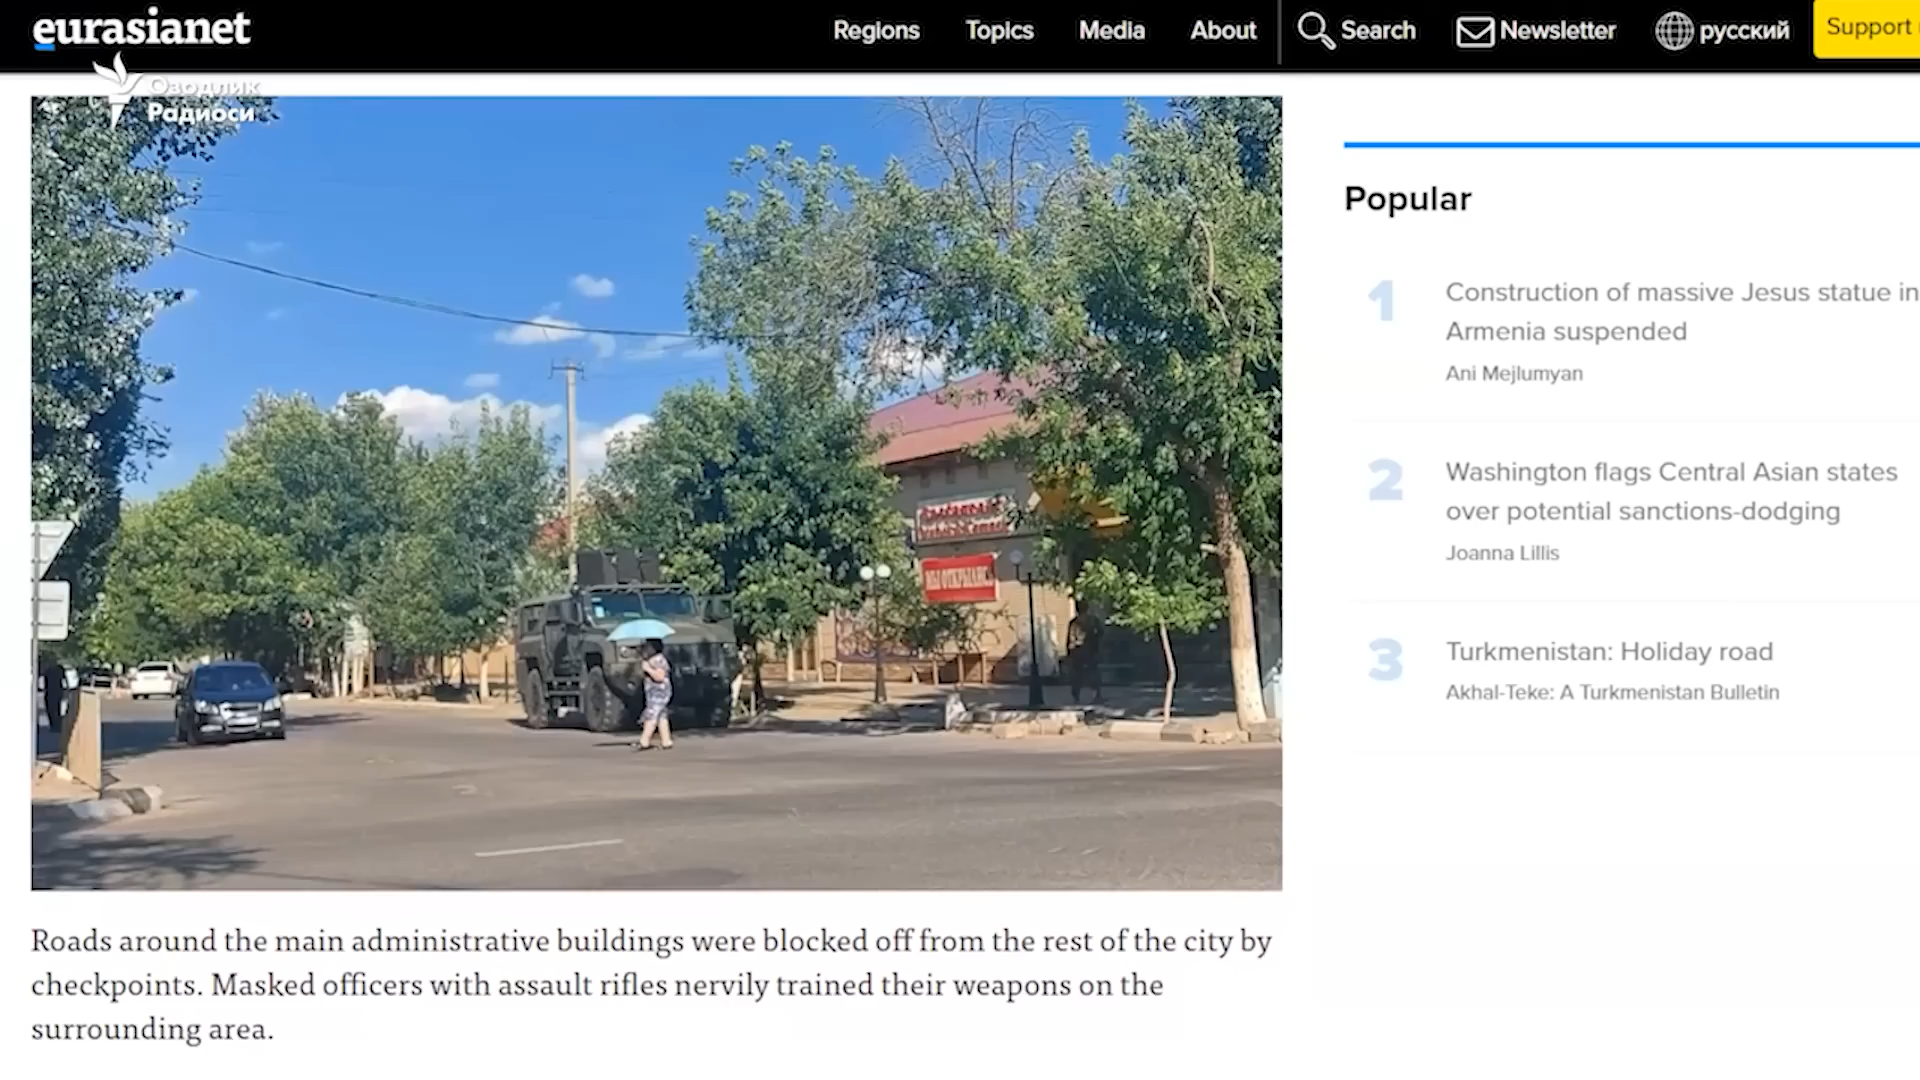 eurasianet
Regions
Topics
Media
About
Search
Newsletter
русский
Support
Озодлик
Радиоси
МЫ ОТКРЫЛИСЬ
Popular
1
Construction of massive Jesus statue in
Armenia suspended
Ani Mejlumyan
2
Washington flags Central Asian states
over potential sanctions-dodging
Joanna Lillis
3
Turkmenistan: Holiday road
Akhal-Teke: A Turkmenistan Bulletin
Roads around the main administrative buildings were blocked off from the rest of the city by
checkpoints. Masked officers with assault rifles nervily trained their weapons on the
surrounding area.